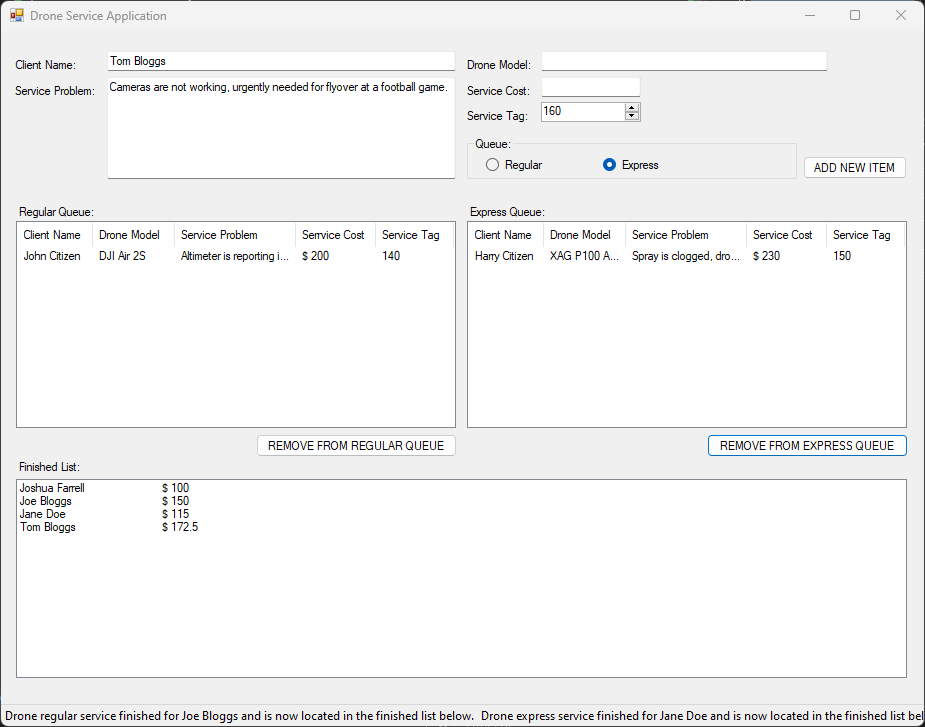 Drone Service Application
Client Name: Tom Bloggs
Drone Model:
Service Problem: Cameras are not working, urgently needed for flyover at a football game.
Service Cost:
Service Tag: 160
Queue:
Regular Express
ADD NEW ITEM
Regular Queue:
Client Name Drone Model Service Problem Serrvice Cost Service Tag
John Citizen DJI Air 2S Altimeter is reporting i... $ 200 140
REMOVE FROM REGULAR QUEUE
Express Queue:
Client Name Drone Model Service Problem Service Cost Service Tag
Harry Citizen XAG P100 A... Spray is clogged, dro... $ 230 150
REMOVE FROM EXPRESS QUEUE
Finished List:
Joshua Farrell $ 100
Joe Bloggs $ 150
Jane Doe $ 115
Tom Bloggs $ 172.5
Drone regular service finished for Joe Bloggs and is now located in the finished list below. Drone express service finished for Jane Doe and is now located in the finished list bel